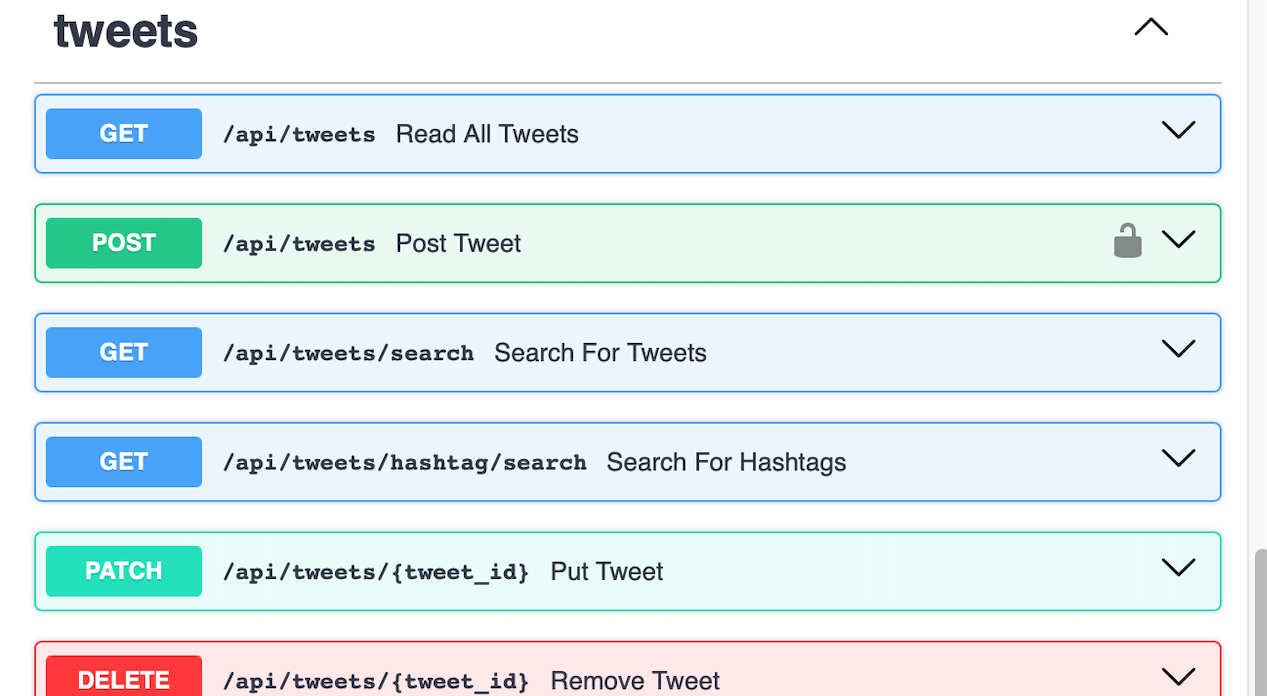 tweets
GET /api/tweets Read All Tweets
POST /api/tweets Post Tweet
GET /api/tweets/search Search For Tweets
GET /api/tweets/hashtag/search Search For Hashtags
PATCH /api/tweets/{tweet_id} Put Tweet
DELETE /api/tweets/{tweet_id} Remove Tweet